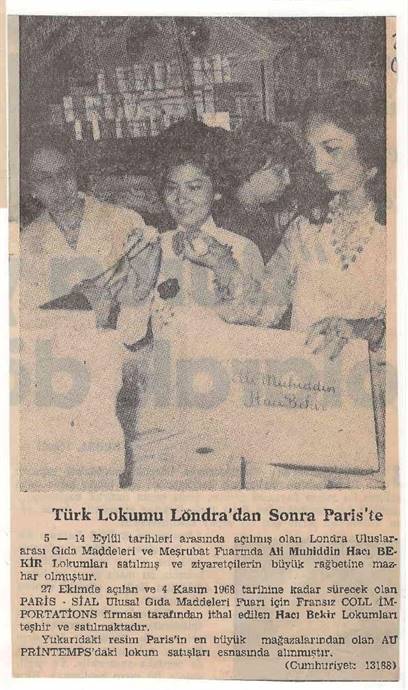 Ali Muhiddin
Hacı Bekir
Türk Lokumu Londra'dan Sonra Paris'te
5 — 14 Eylül tarihleri arasında açılmış olan Londra Uluslar-
arası Gıda Maddeleri ve Meşrubat Fuarında Ali Muhiddin Hacı BE-
KİR Lokumları satılmış ve ziyaretçilerin büyük rağbetine maz-
har olmuştur.
27 Ekimde açılan ve 4 Kasım 1968 tarihine kadar sürecek olan
PARİS - SİAL Ulusal Gıda Maddeleri Fuarı için Fransız COLL İM-
PORTATIONS firması tarafından ithal edilen Hacı Bekir Lokumları
teşhir ve satılmaktadır.
Yukarıdaki resim Paris'in en büyük mağazalarından olan AU
PRİNTEMPS'daki lokum satışları esnasında alınmıştır.
(Cumhuriyet: 13188)